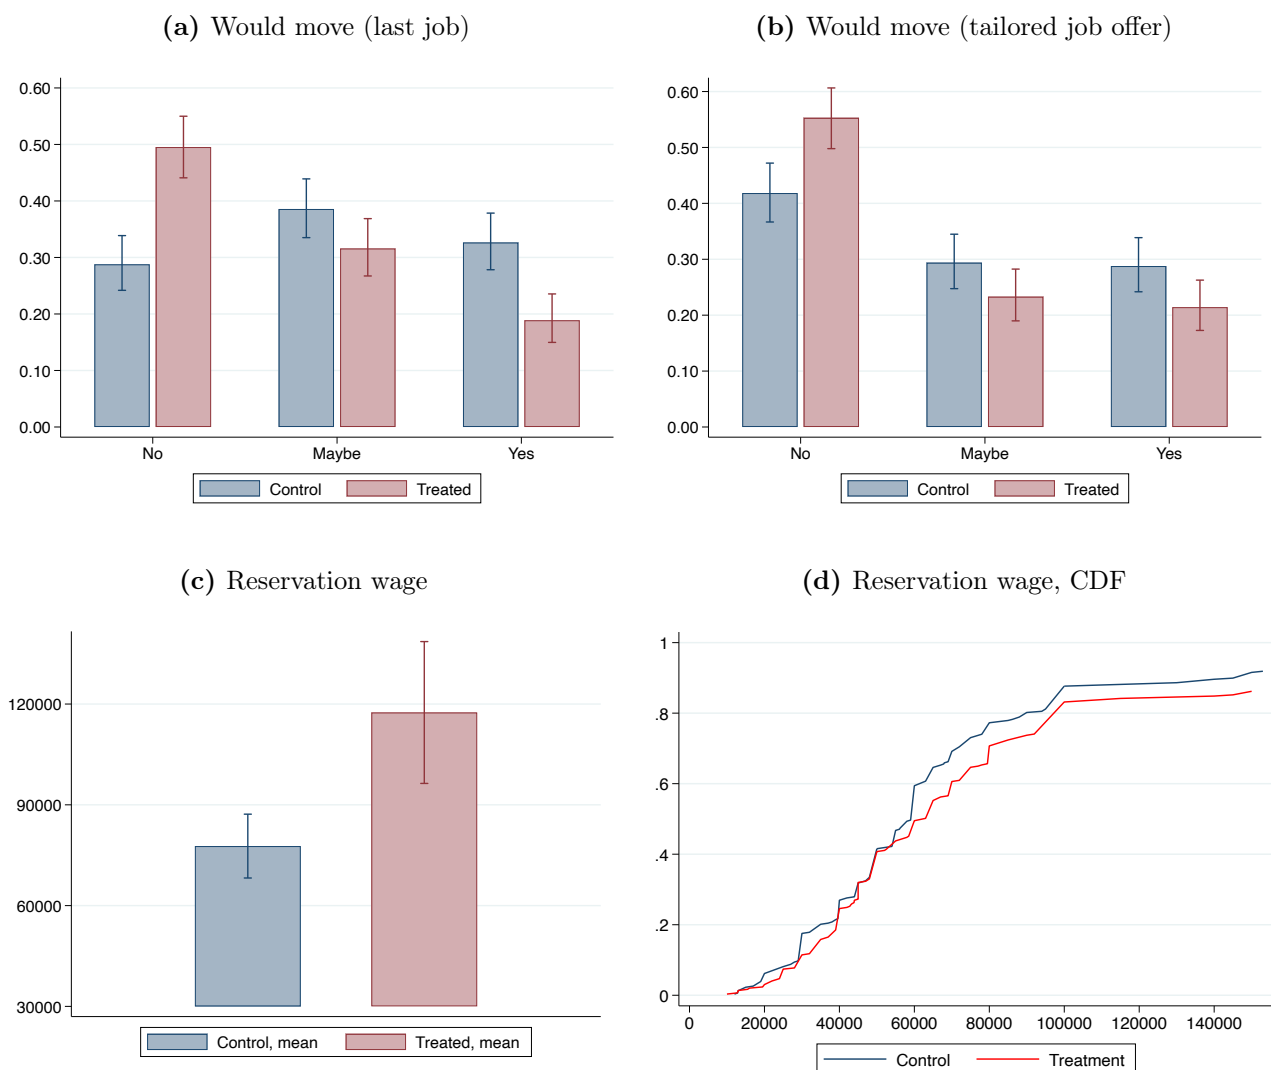 (a) Would move (last job)
0.60
0.50
0.40
0.30
0.20
0.10
0.00
No Maybe Yes
Control Treated
(b) Would move (tailored job offer)
0.60
0.50
0.40
0.30
0.20
0.10
0.00
No Maybe Yes
Control Treated
(c) Reservation wage
120000
90000
60000
30000
Control, mean Treated, mean
(d) Reservation wage, CDF
1
.8
.6
.4
.2
0
0 20000 40000 60000 80000 100000 120000 140000
Control Treatment